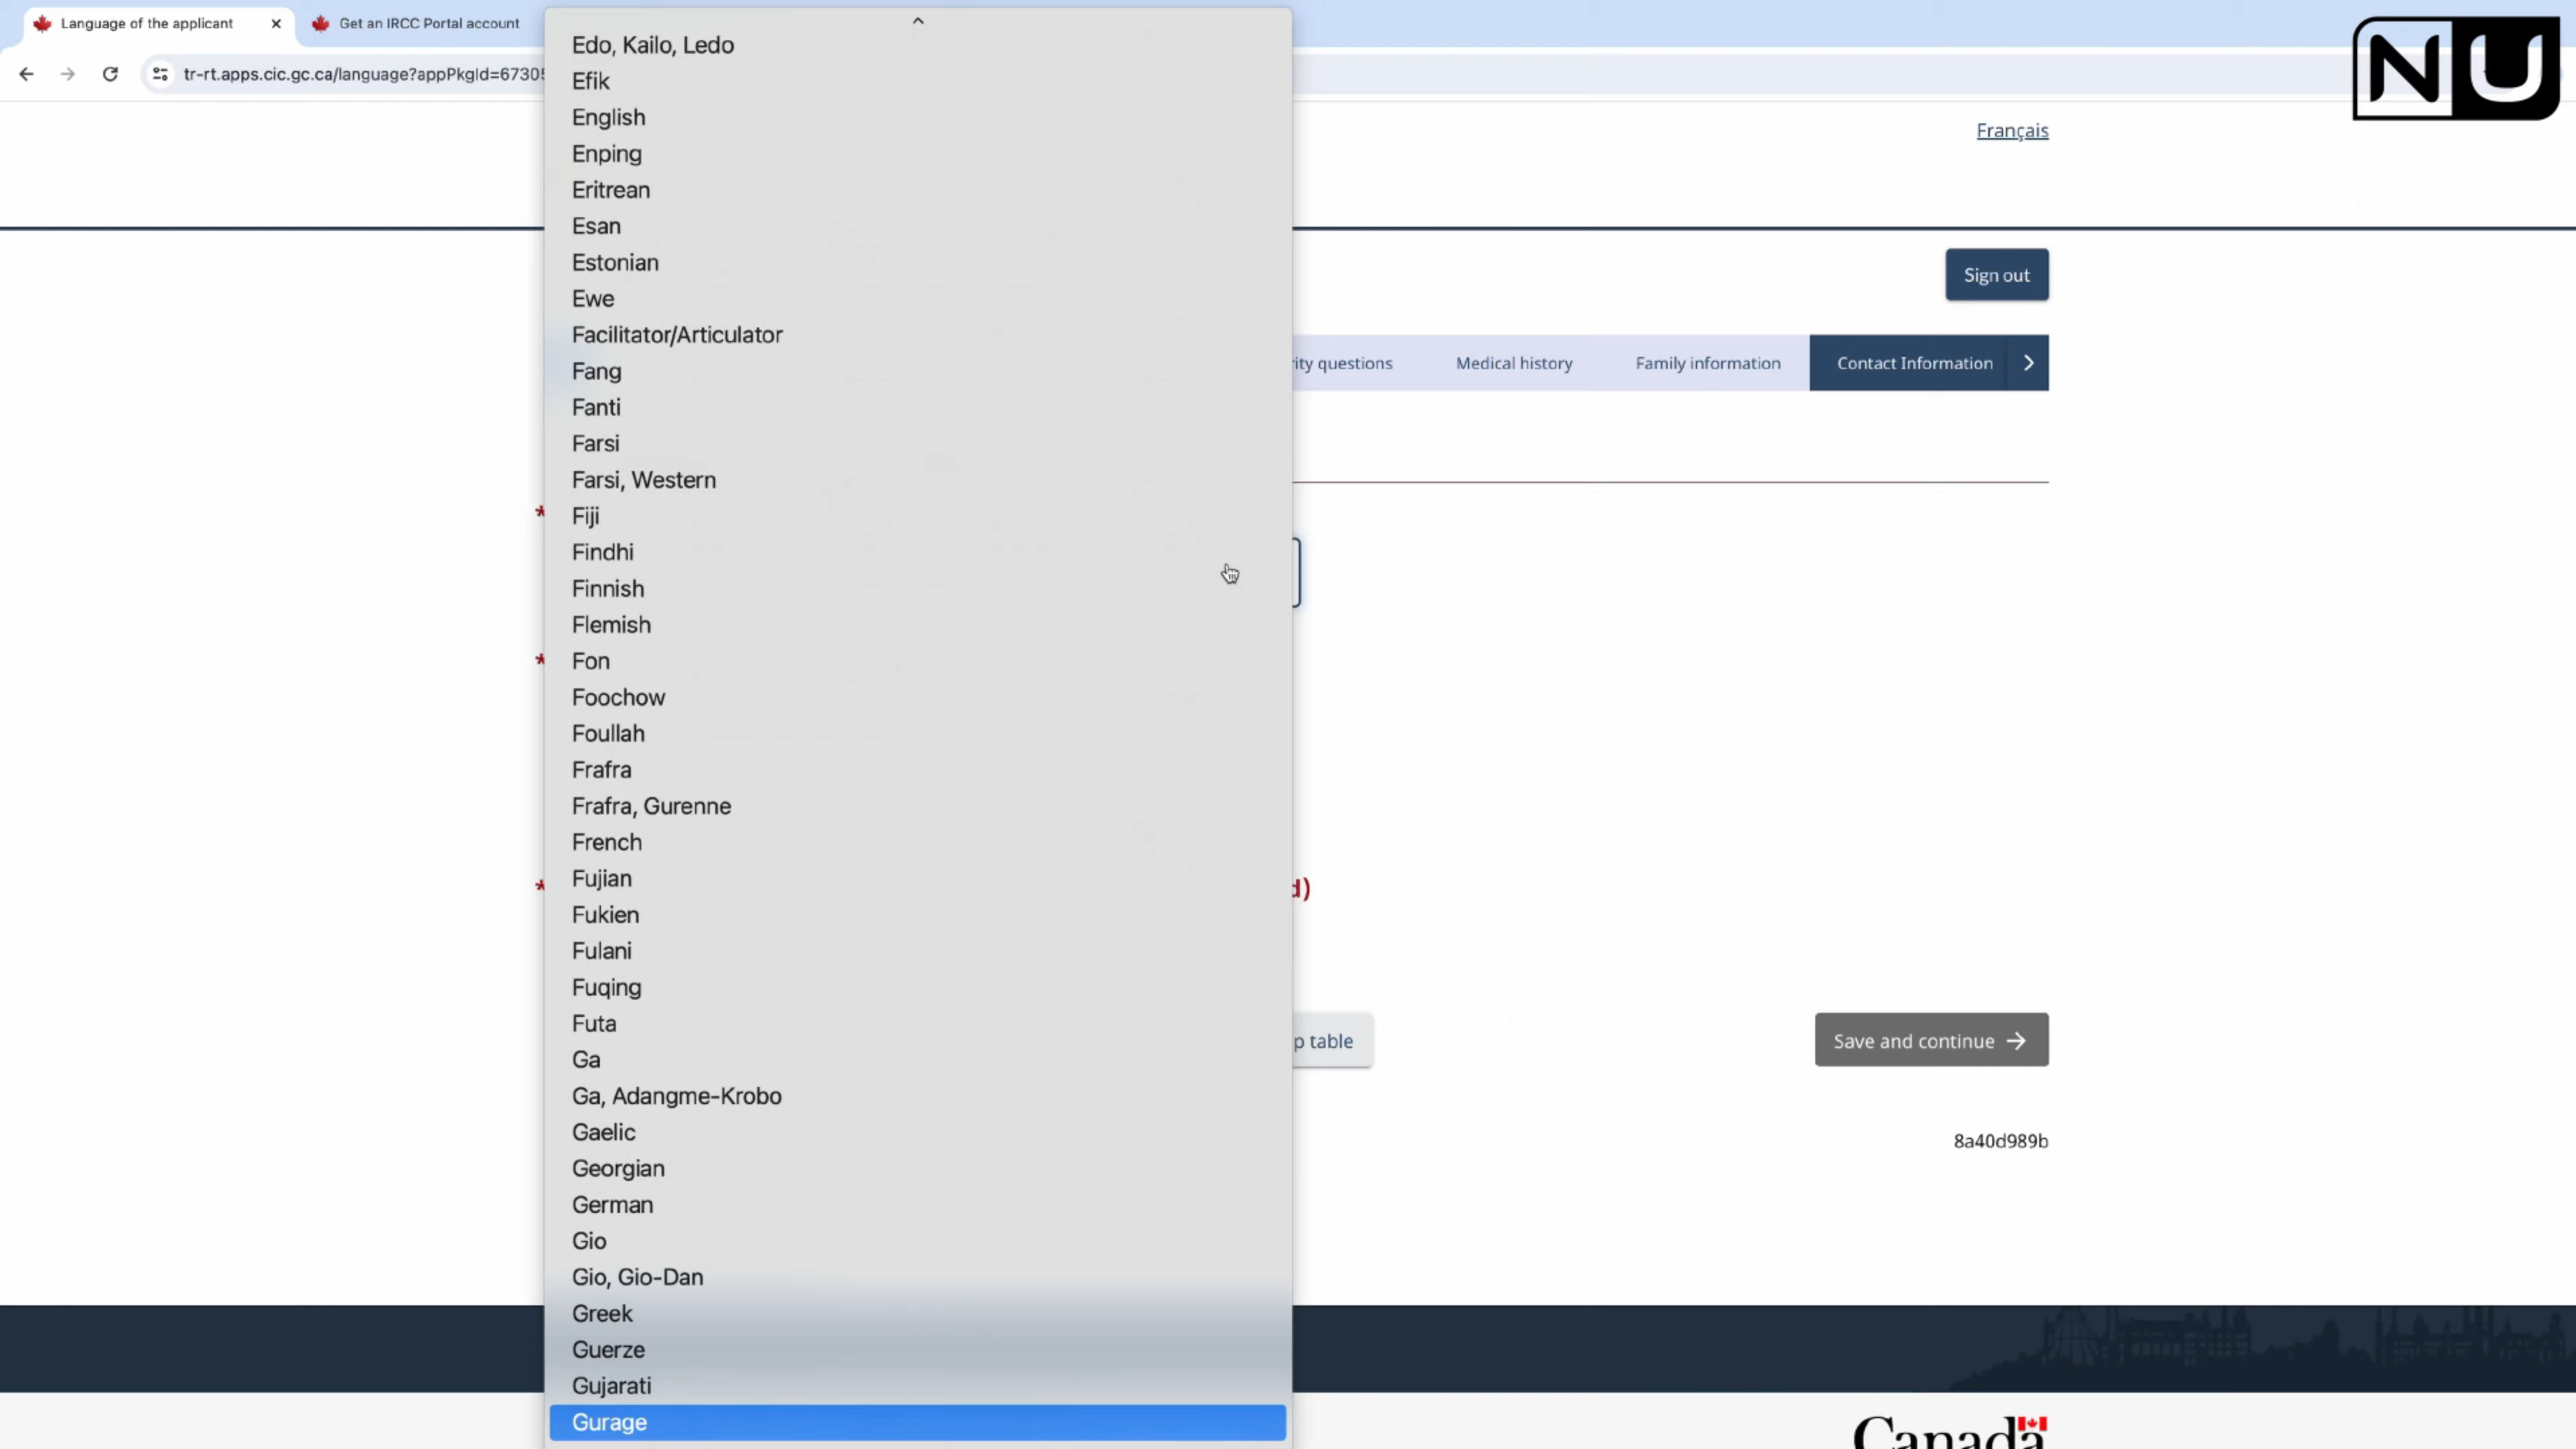 Language of the applicant
Get an IRCC Portal account
tr-rt.apps.cic.gc.ca/language?appPkgId=6730
NU
Français
Sign out
rity questions
Medical history
Family information
Contact Information
Edo, Kailo, Ledo
Efik
English
Enping
Eritrean
Esan
Estonian
Ewe
Facilitator/Articulator
Fang
Fanti
Farsi
Farsi, Western
*
Fiji
Findhi
Finnish
Flemish
*
Fon
Foochow
Foullah
Frafra
Frafra, Gurenne
French
Fujian
* d)
Fukien
Fulani
Fuqing
Futa
p table
Save and continue
Ga
Ga, Adangme-Krobo
Gaelic
8a40d989b
Georgian
German
Gio
Gio, Gio-Dan
Greek
Guerze
Gujarati
Gurage
Canada